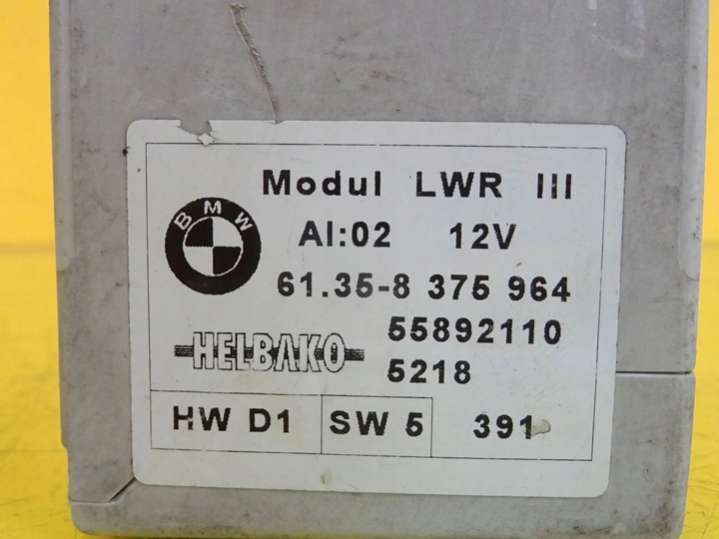 Modul LWR III
BMW
AI:02 12V
61.35-8 375 964
55892110
HELBAKO
5218
HW D1 SW 5 391